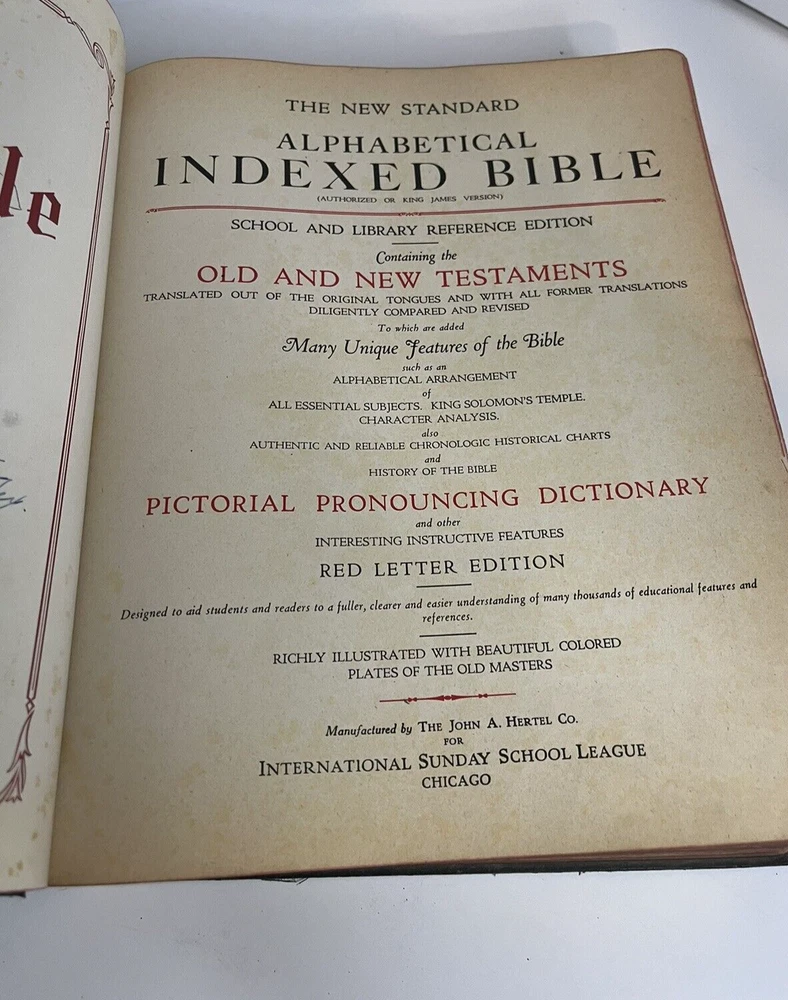 le
THE NEW STANDARD
ALPHABETICAL
INDEXED BIBLE
(AUTHORIZED OR KING JAMES VERSION)
SCHOOL AND LIBRARY REFERENCE EDITION
Containing the
OLD AND NEW TESTAMENTS
TRANSLATED OUT OF THE ORIGINAL TONGUES AND WITH ALL FORMER TRANSLATIONS
DILIGENTLY COMPARED AND REVISED
To which are added
Many Unique Features of the Bible
such as an
ALPHABETICAL ARRANGEMENT
of
ALL ESSENTIAL SUBJECTS. KING SOLOMON'S TEMPLE.
CHARACTER ANALYSIS.
also
AUTHENTIC AND RELIABLE CHRONOLOGIC HISTORICAL CHARTS
and
HISTORY OF THE BIBLE
PICTORIAL PRONOUNCING DICTIONARY
and other
INTERESTING INSTRUCTIVE FEATURES
RED LETTER EDITION
Designed to aid students and readers to a fuller, clearer and easier understanding of many thousands of educational features and
references.
RICHLY ILLUSTRATED WITH BEAUTIFUL COLORED
PLATES OF THE OLD MASTERS
Manufactured by THE JOHN A. HERTEL CO.
FOR
INTERNATIONAL SUNDAY SCHOOL LEAGUE
CHICAGO